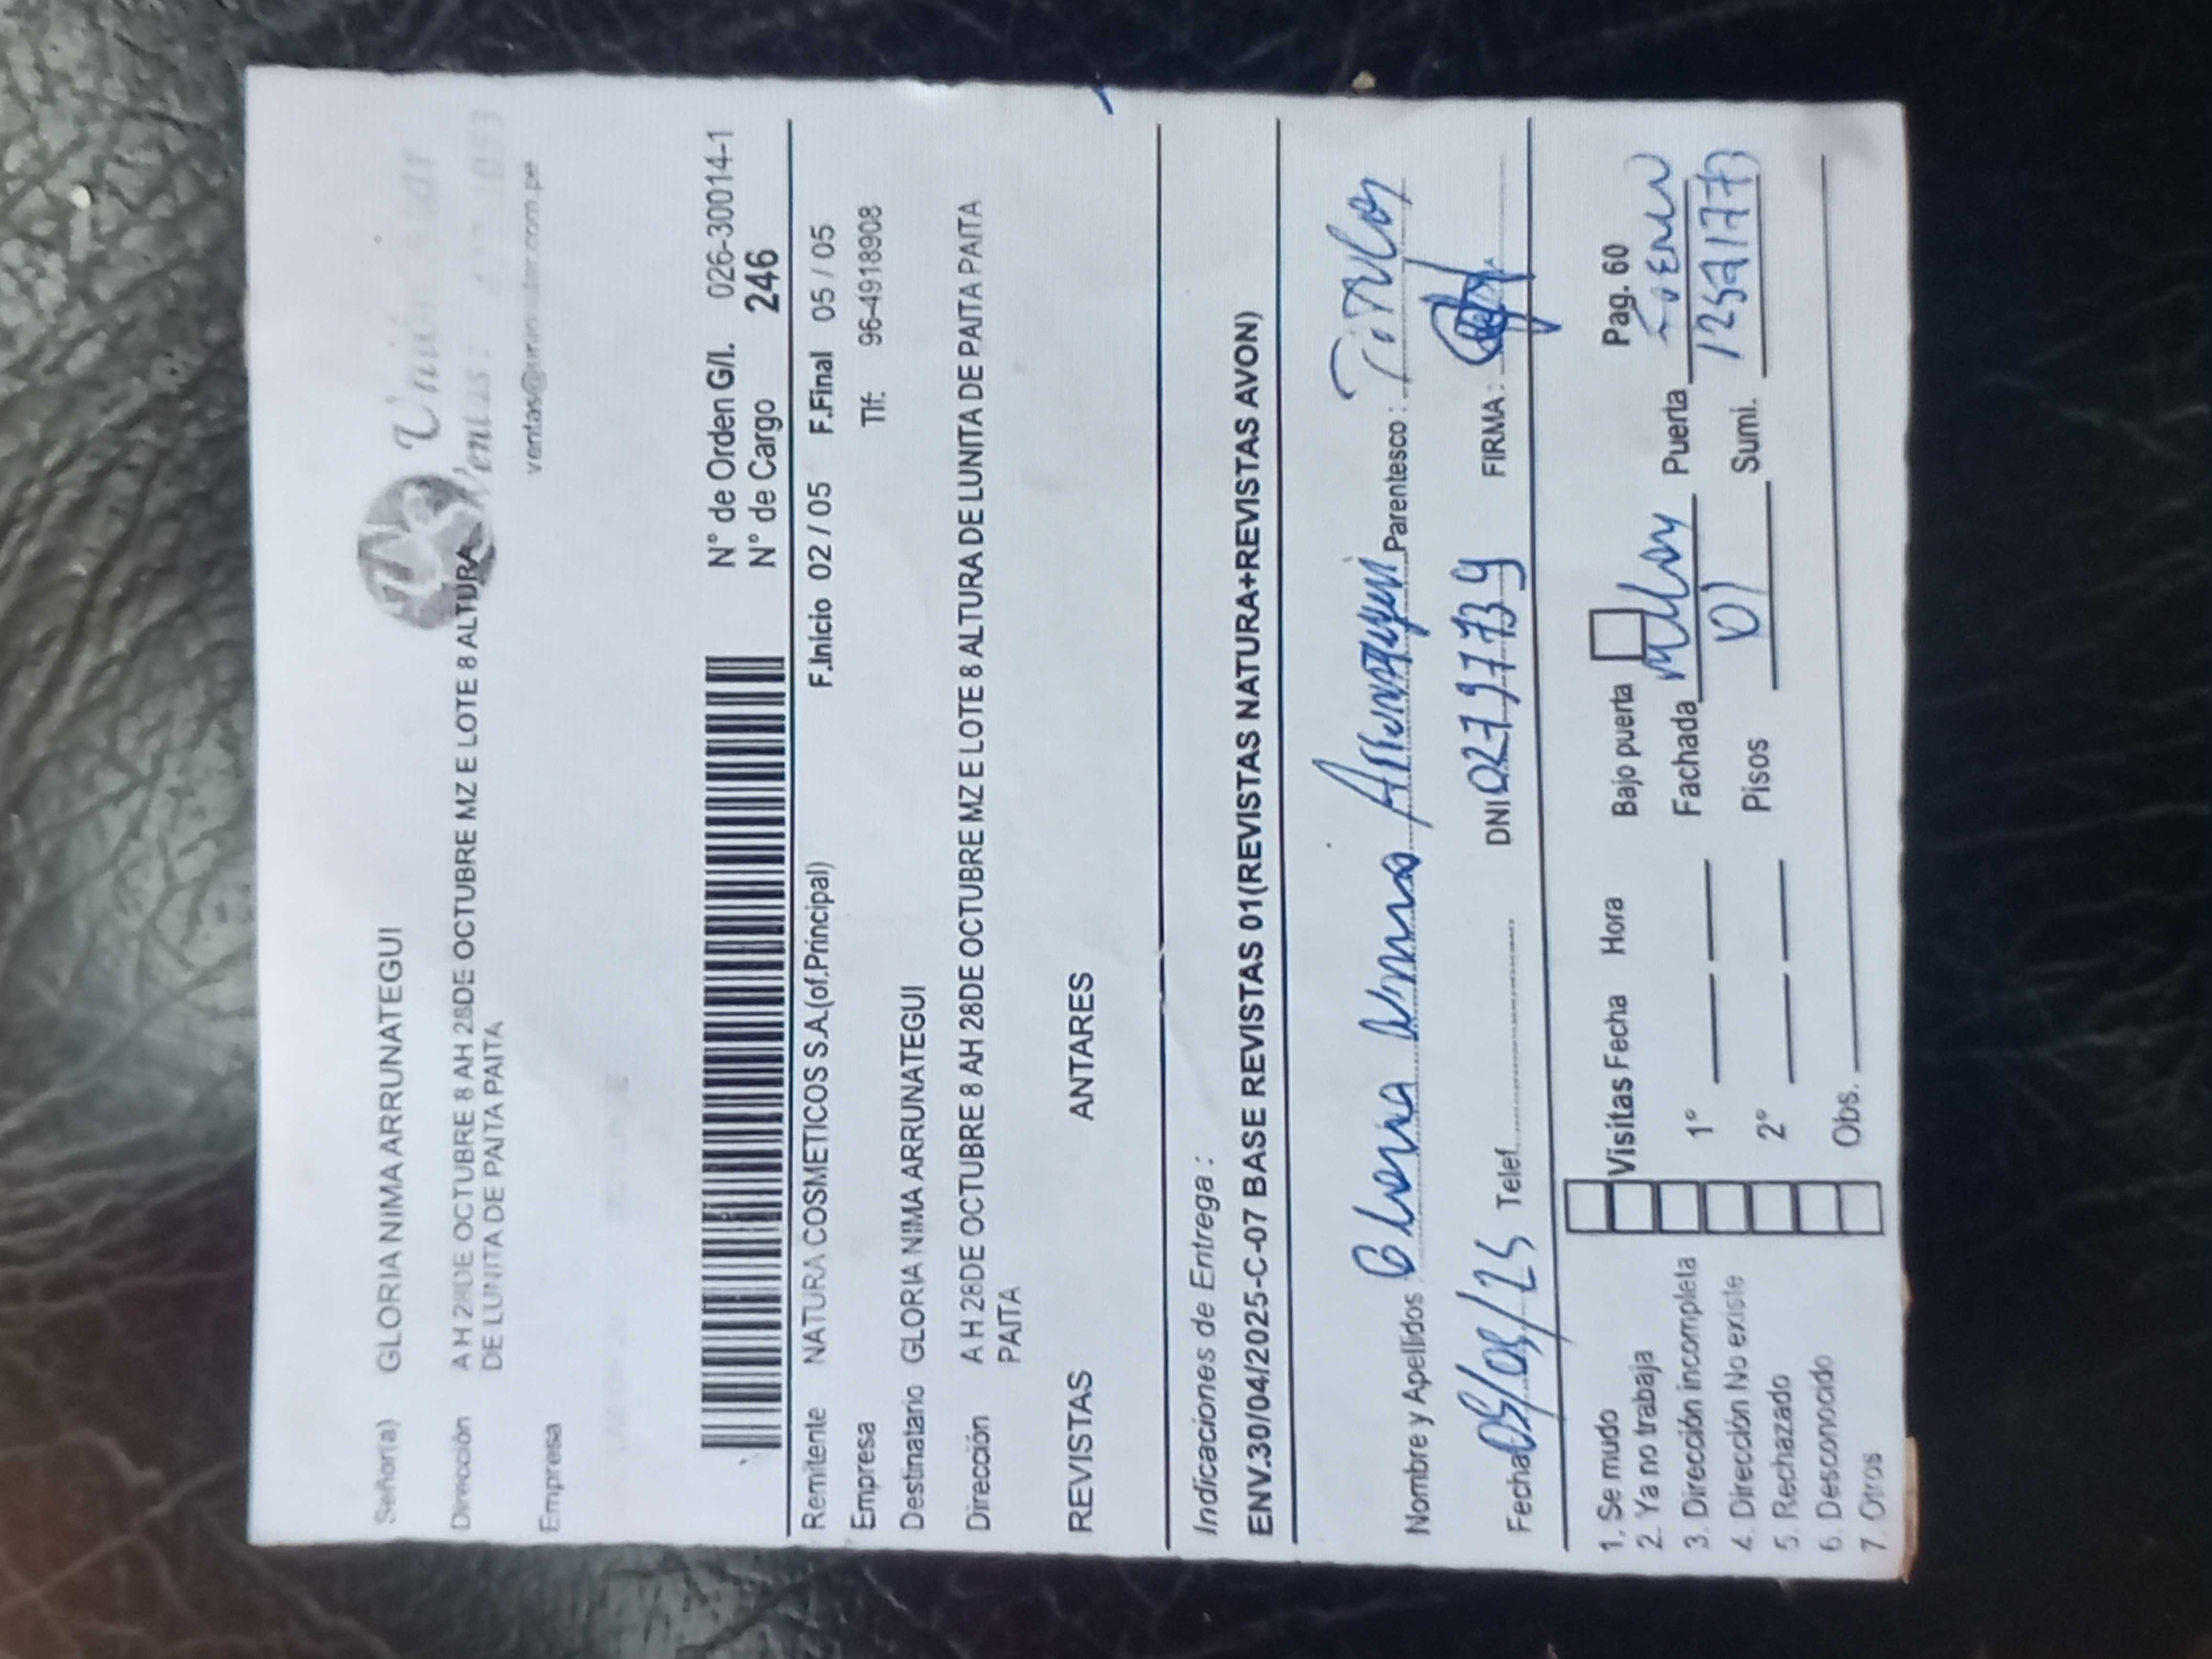 Señor(a) GLORIA NIMA ARRUNATEGUI
Unión Star
Dirección A H 28DE OCTUBRE 8 AH 28DE OCTUBRE MZ E LOTE 8 ALTURA
DE LUNITA DE PAITA PAITA
Ventas:
Empresa
N° de Orden G/I. 026-30014-1
N° de Cargo 246
Remitente NATURA COSMETICOS S.A.(of.Principal) F.Inicio 02 / 05 F.Final 05 / 05
Empresa Tlf: 96-4918908
Destinatario GLORIA NIMA ARRUNATEGUI
Dirección A H 28DE OCTUBRE 8 AH 28DE OCTUBRE MZ E LOTE 8 ALTURA DE LUNITA DE PAITA PAITA
PAITA
REVISTAS ANTARES
Indicaciones de Entrega :
ENV.30/04/2025-C-07 BASE REVISTAS 01(REVISTAS NATURA+REVISTAS AVON)
Nombre y Apellidos Gloria Nima Arrunategui Parentesco : Titular
Fecha 05/05/25 Telef. DNI 02797739 FIRMA :
1. Se mudo
2. Ya no trabaja
3. Dirección incompleta
4. Dirección No existe
5. Rechazado
6. Desconocido
7. Otros
Visitas Fecha Hora Bajo puerta Pag. 60
1° Fachada Puerta
2° Pisos 01 Sumi.
Obs.